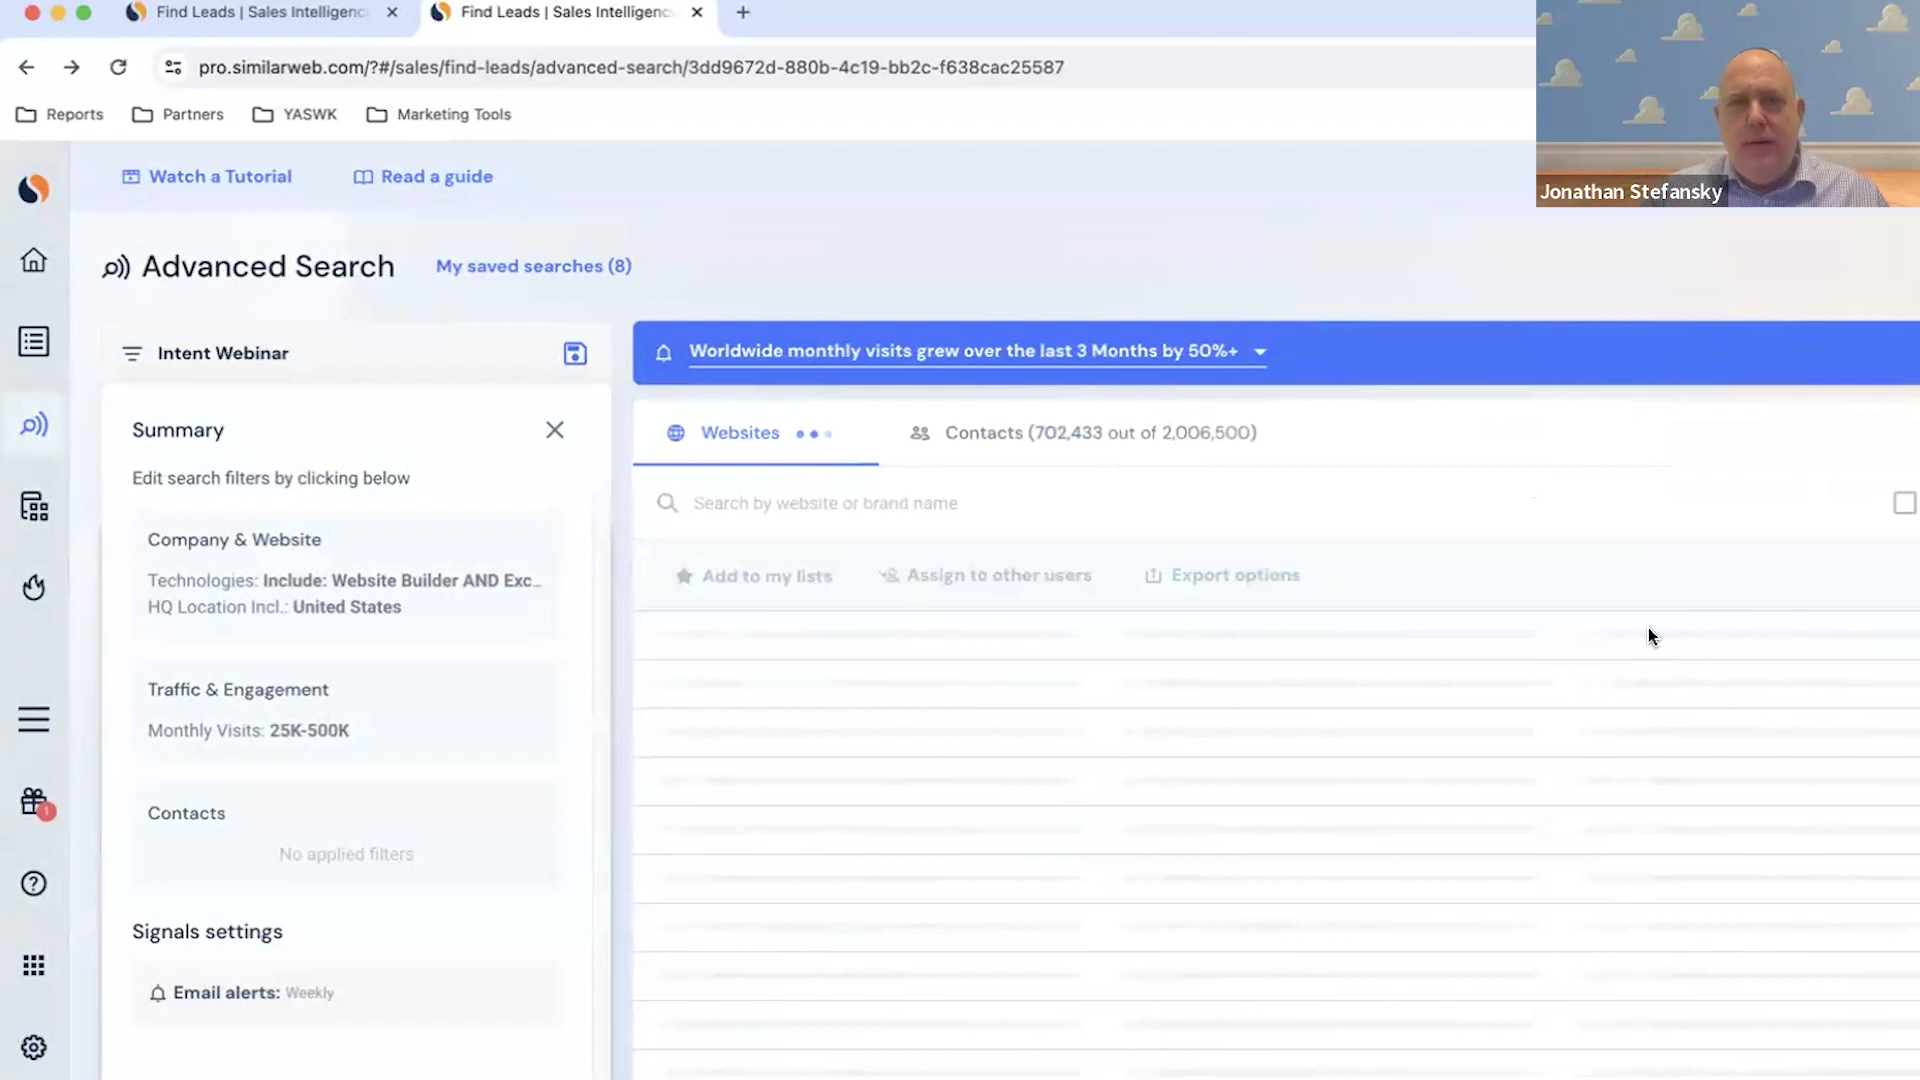 Find Leads | Sales Intelligenc
Find Leads | Sales Intelligenc
pro.similarweb.com/?#/sales/find-leads/advanced-search/3dd9672d-880b-4c19-bb2c-f638cac25587
Reports
Partners
YASWK
Marketing Tools
Jonathan Stefansky
Watch a Tutorial
Read a guide
Advanced Search
My saved searches (8)
Intent Webinar
Summary
Edit search filters by clicking below
Company & Website
Technologies: Include: Website Builder AND Exc...
HQ Location Incl.: United States
Traffic & Engagement
Monthly Visits: 25K-500K
Contacts
No applied filters
Signals settings
Email alerts: Weekly
1
Worldwide monthly visits grew over the last 3 Months by 50%+
Websites
Contacts (702,433 out of 2,006,500)
Search by website or brand name
Add to my lists
Assign to other users
Export options